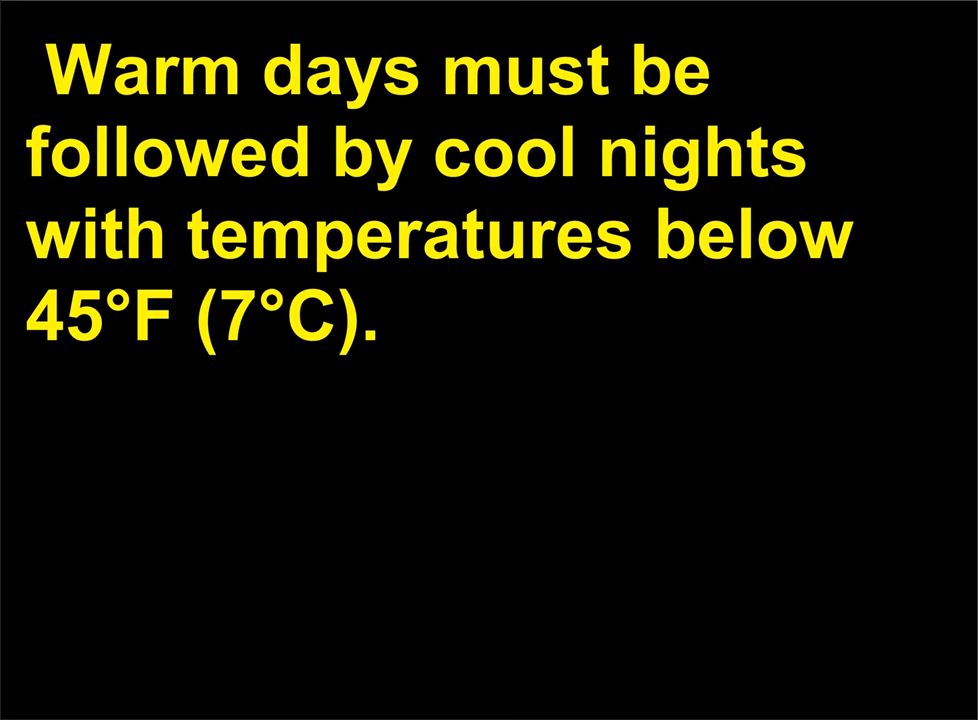 Warm days must be
followed by cool nights
with temperatures below
45°F (7°C).